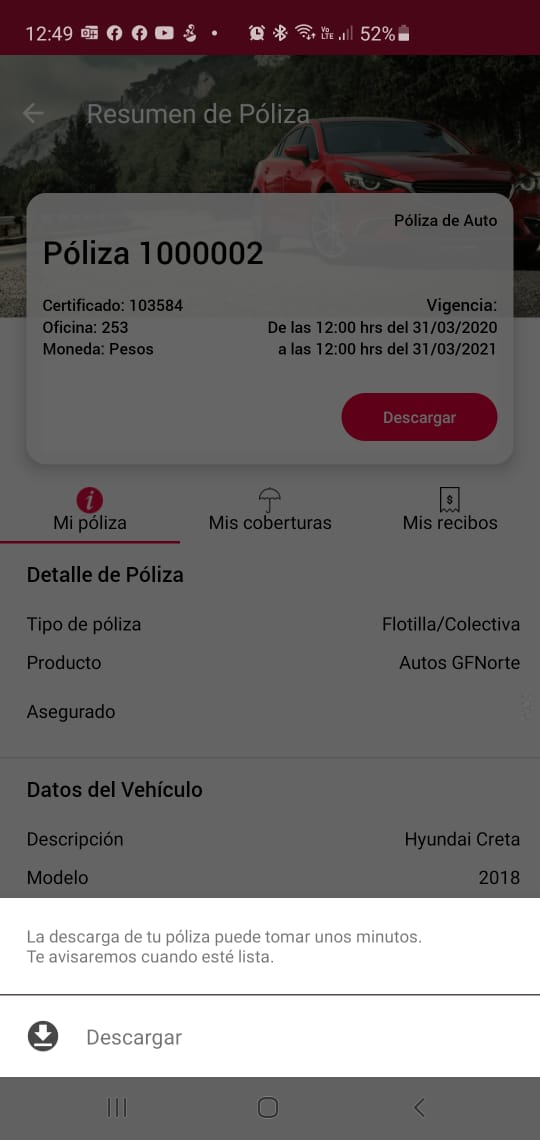 12:49
Vo
LTE
52%
Resumen de Póliza
Póliza de Auto
Póliza 1000002
Certificado: 103584
Vigencia:
Oficina: 253
De las 12:00 hrs del 31/03/2020
Moneda: Pesos
a las 12:00 hrs del 31/03/2021
Descargar
Mi póliza
Mis coberturas
Mis recibos
Detalle de Póliza
Tipo de póliza
Flotilla/Colectiva
Producto
Autos GFNorte
Asegurado
Datos del Vehículo
Descripción
Hyundai Creta
Modelo
2018
La descarga de tu póliza puede tomar unos minutos.
Te avisaremos cuando esté lista.
Descargar